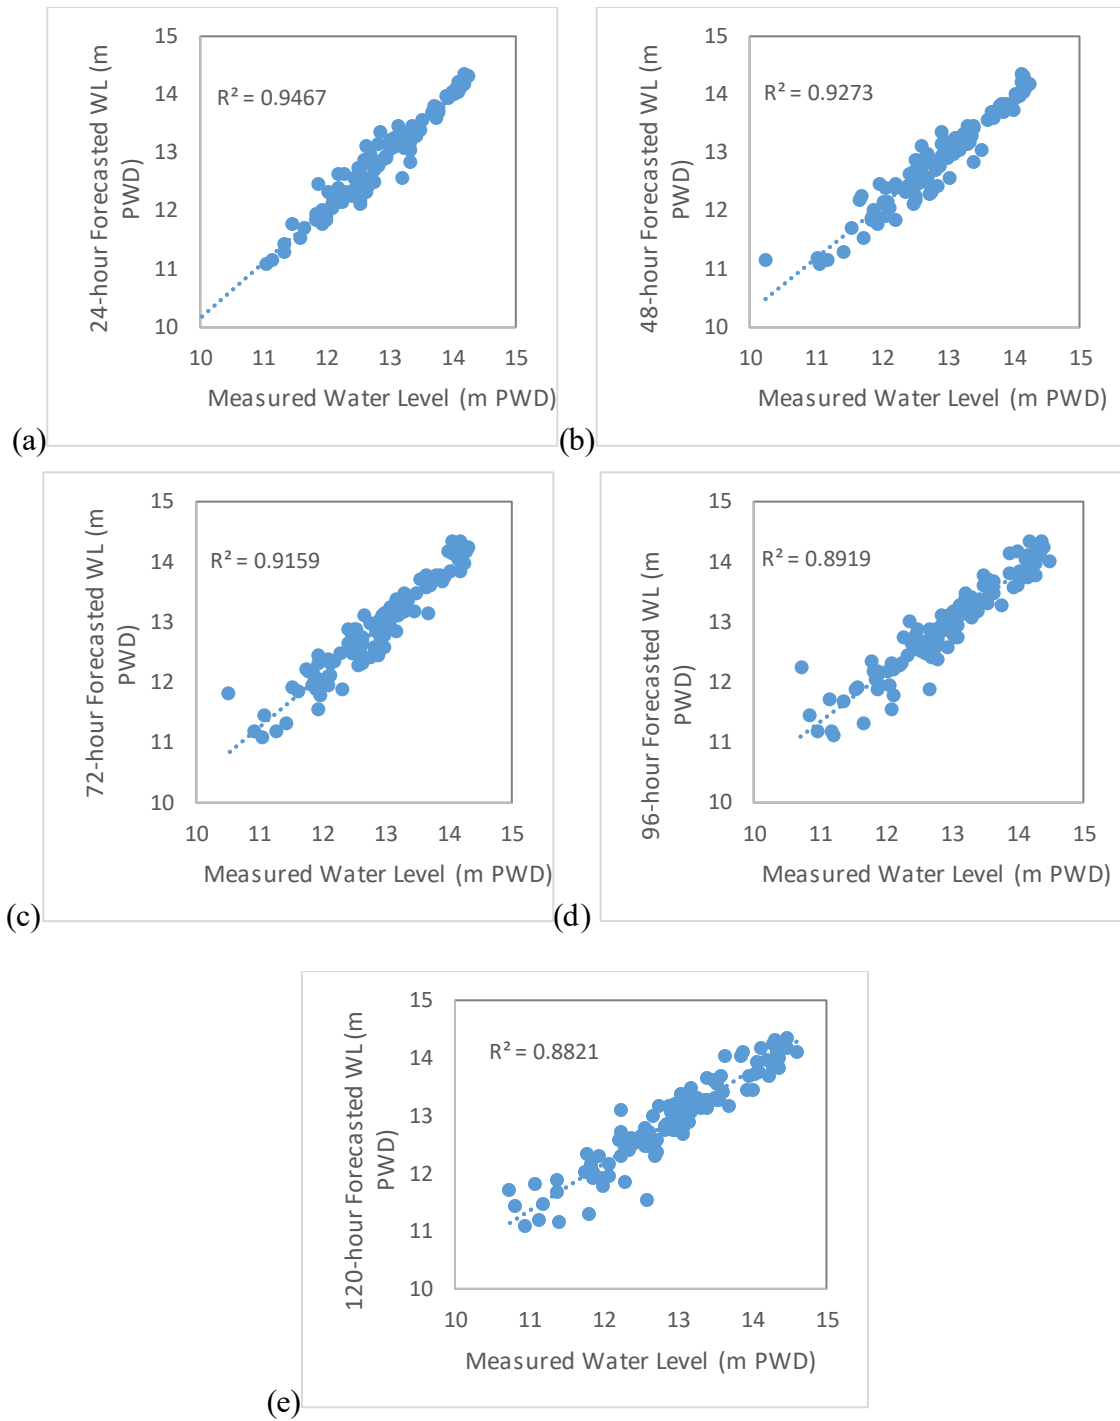 24-hour Forecasted WL (m
PWD)
15
14
13
12
11
10
R² = 0.9467
10 11 12 13 14 15
Measured Water Level (m PWD)
(a)
48-hour Forecasted WL (m
PWD)
15
14
13
12
11
10
R² = 0.9273
10 11 12 13 14 15
Measured Water Level (m PWD)
(b)
72-hour Forecasted WL (m
PWD)
15
14
13
12
11
10
R² = 0.9159
10 11 12 13 14 15
Measured Water Level (m PWD)
(c)
96-hour Forecasted WL (m
PWD)
15
14
13
12
11
10
R² = 0.8919
10 11 12 13 14 15
Measured Water Level (m PWD)
(d)
120-hour Forecasted WL (m
PWD)
15
14
13
12
11
10
R² = 0.8821
10 11 12 13 14 15
Measured Water Level (m PWD)
(e)